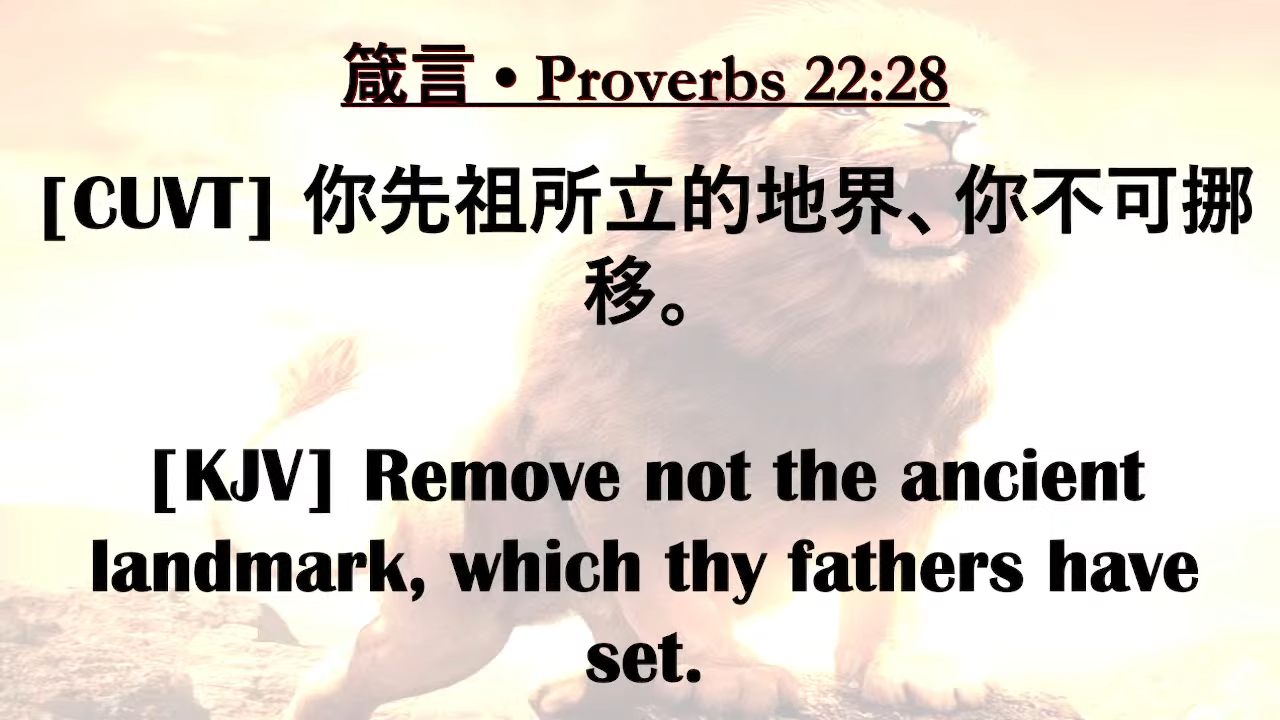 箴言 • Proverbs 22:28
[CUVT] 你先祖所立的地界、你不可挪
移。
[KJV] Remove not the ancient
landmark, which thy fathers have
set.